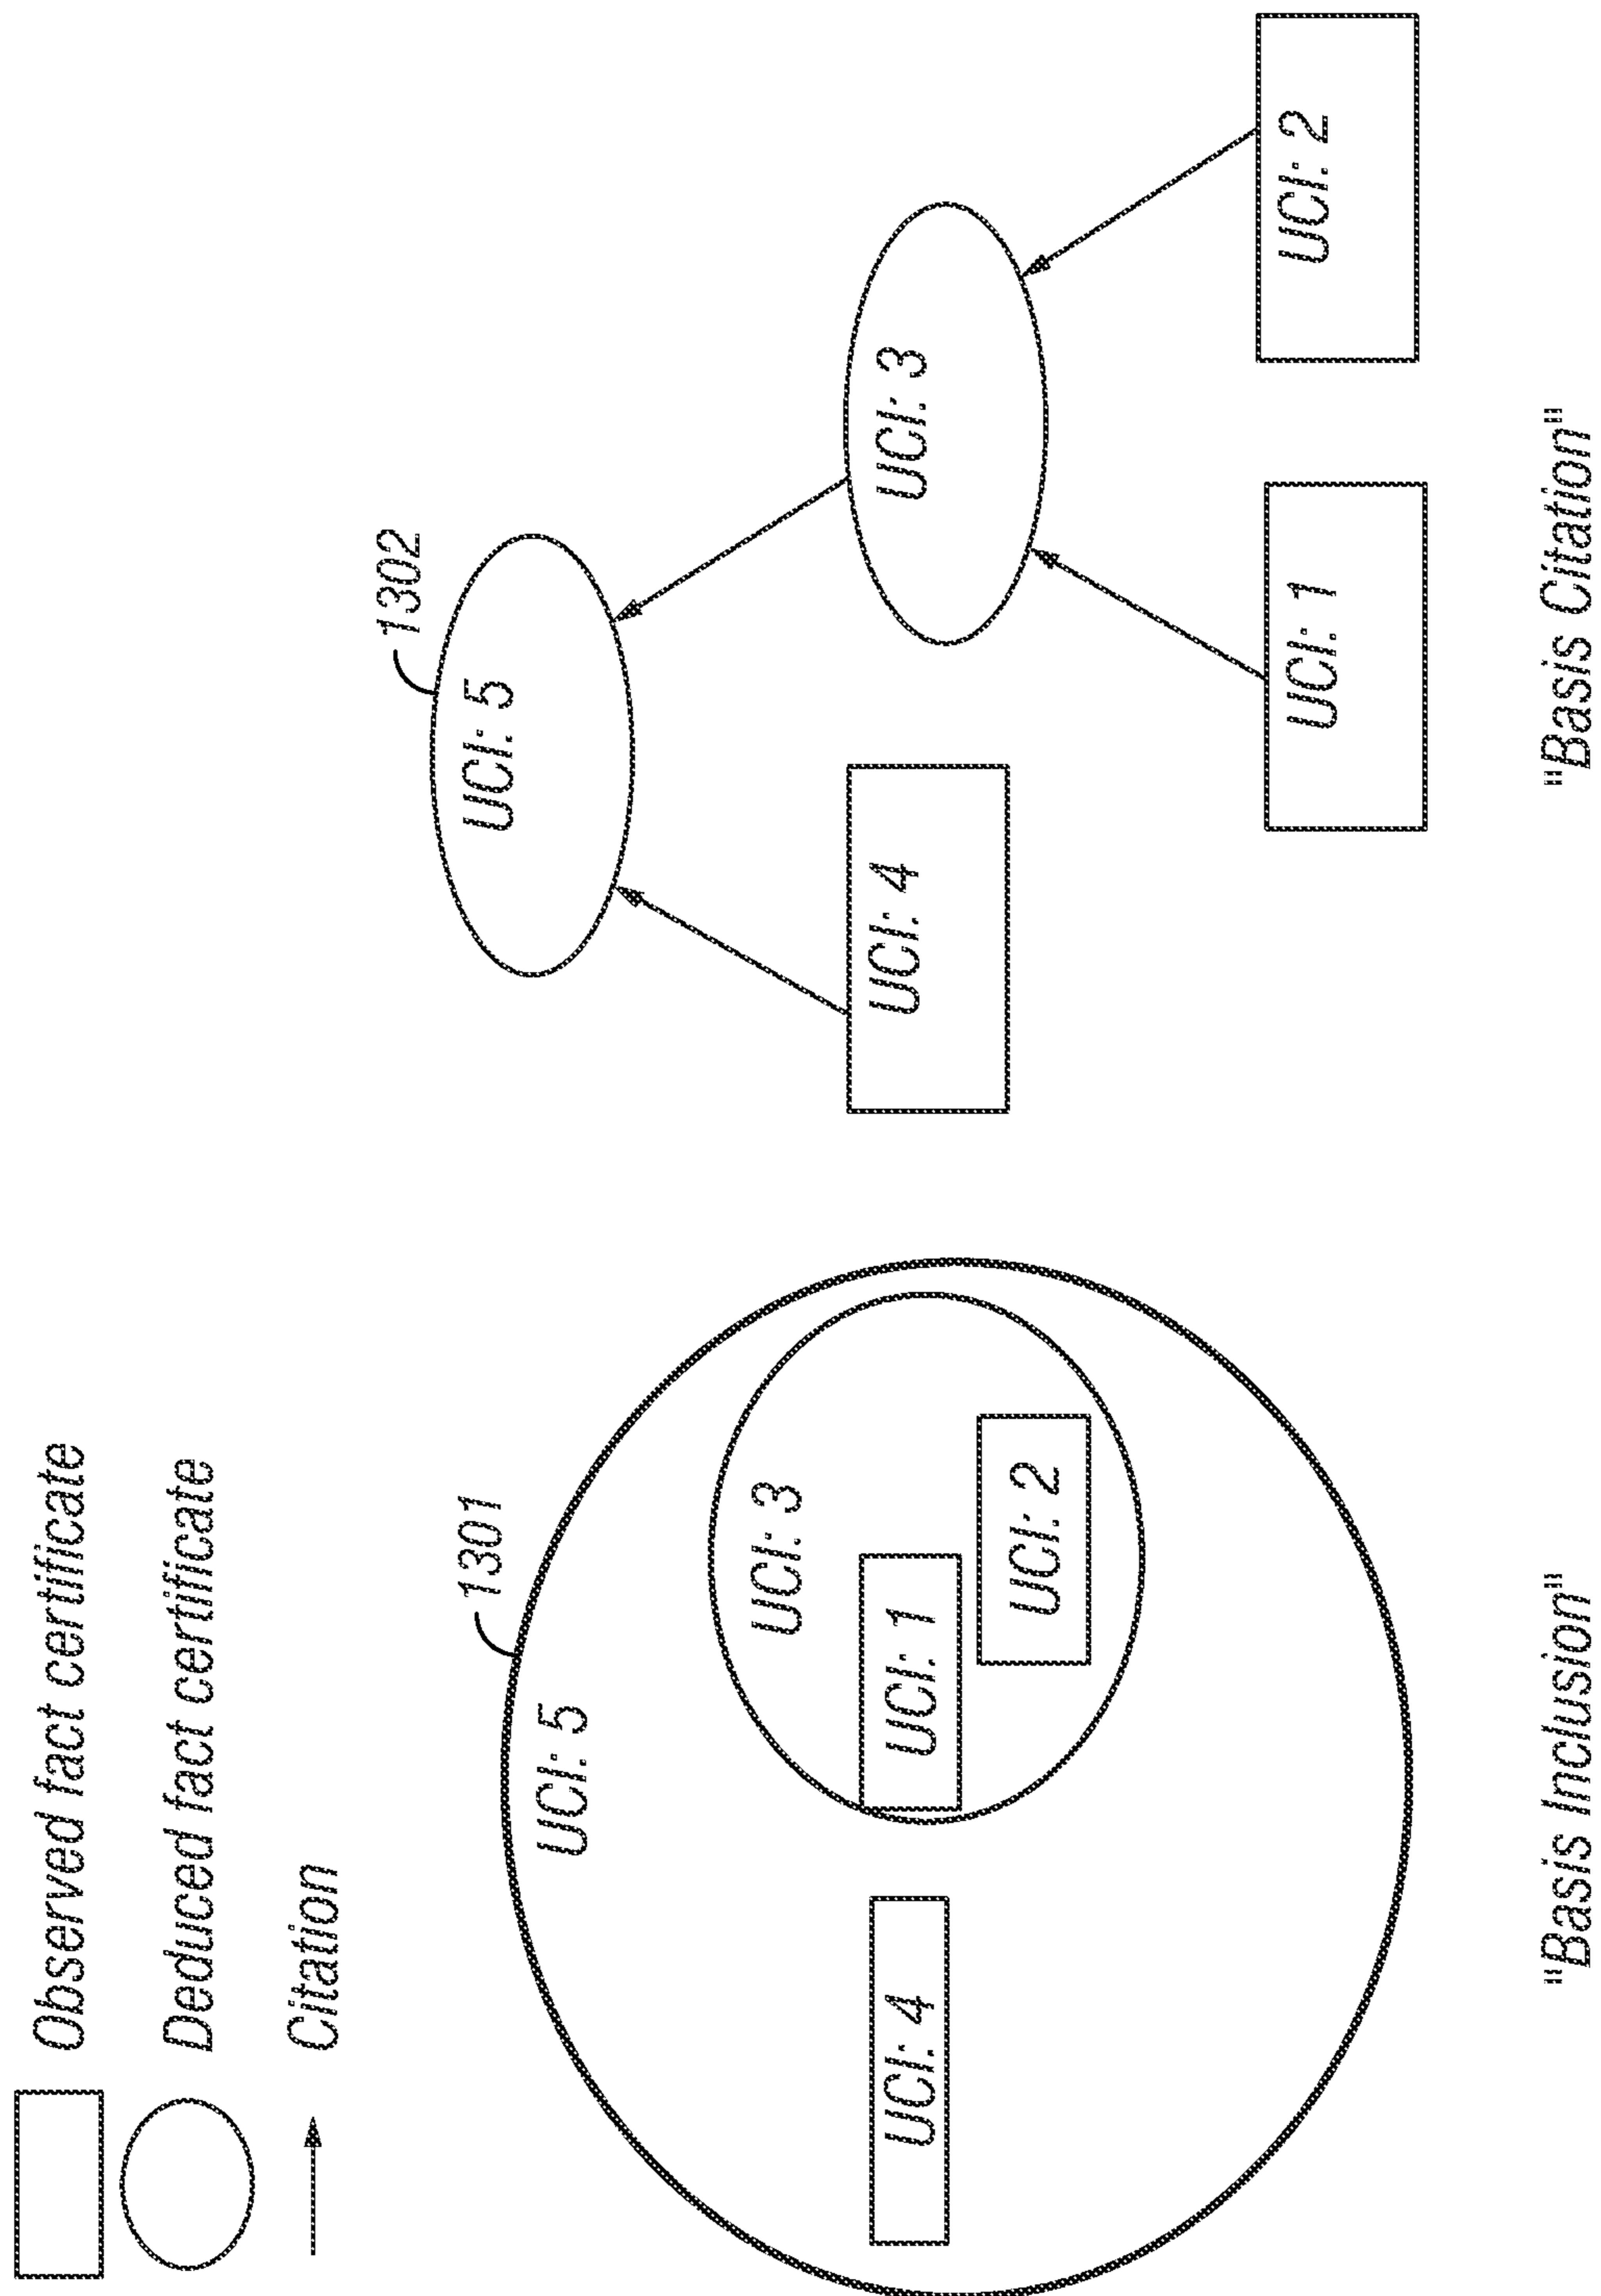 Observed fact certificate
Deduced fact certificate
Citation
1301
UCI: 5
UCI: 3
UCI: 4
UCI: 1
UCI: 2
"Basis Inclusion"
1302
UCI: 5
UCI: 4
UCI: 3
UCI: 1
UCI: 2
"Basis Citation"